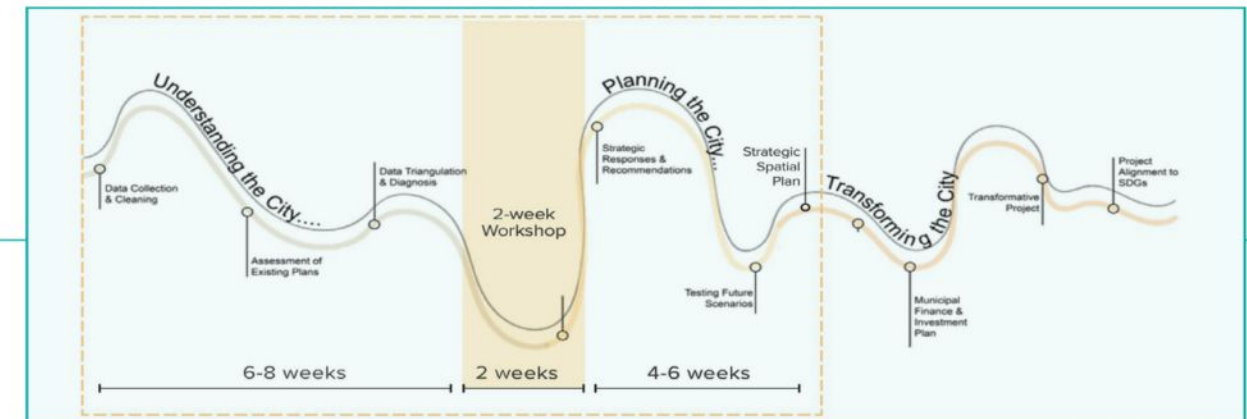 Understanding the City....
Data Collection
& Cleaning
Assessment of
Existing Plans
Data Triangulation
& Diagnosis
2-week
Workshop
Planning the City...
Strategic
Responses &
Recommendations
Testing Future
Scenarios
Strategic
Spatial
Plan
Transforming the City
Municipal
Finance &
Investment
Plan
Transformative
Project
Project
Alignment to
SDGs
6-8 weeks
2 weeks
4-6 weeks